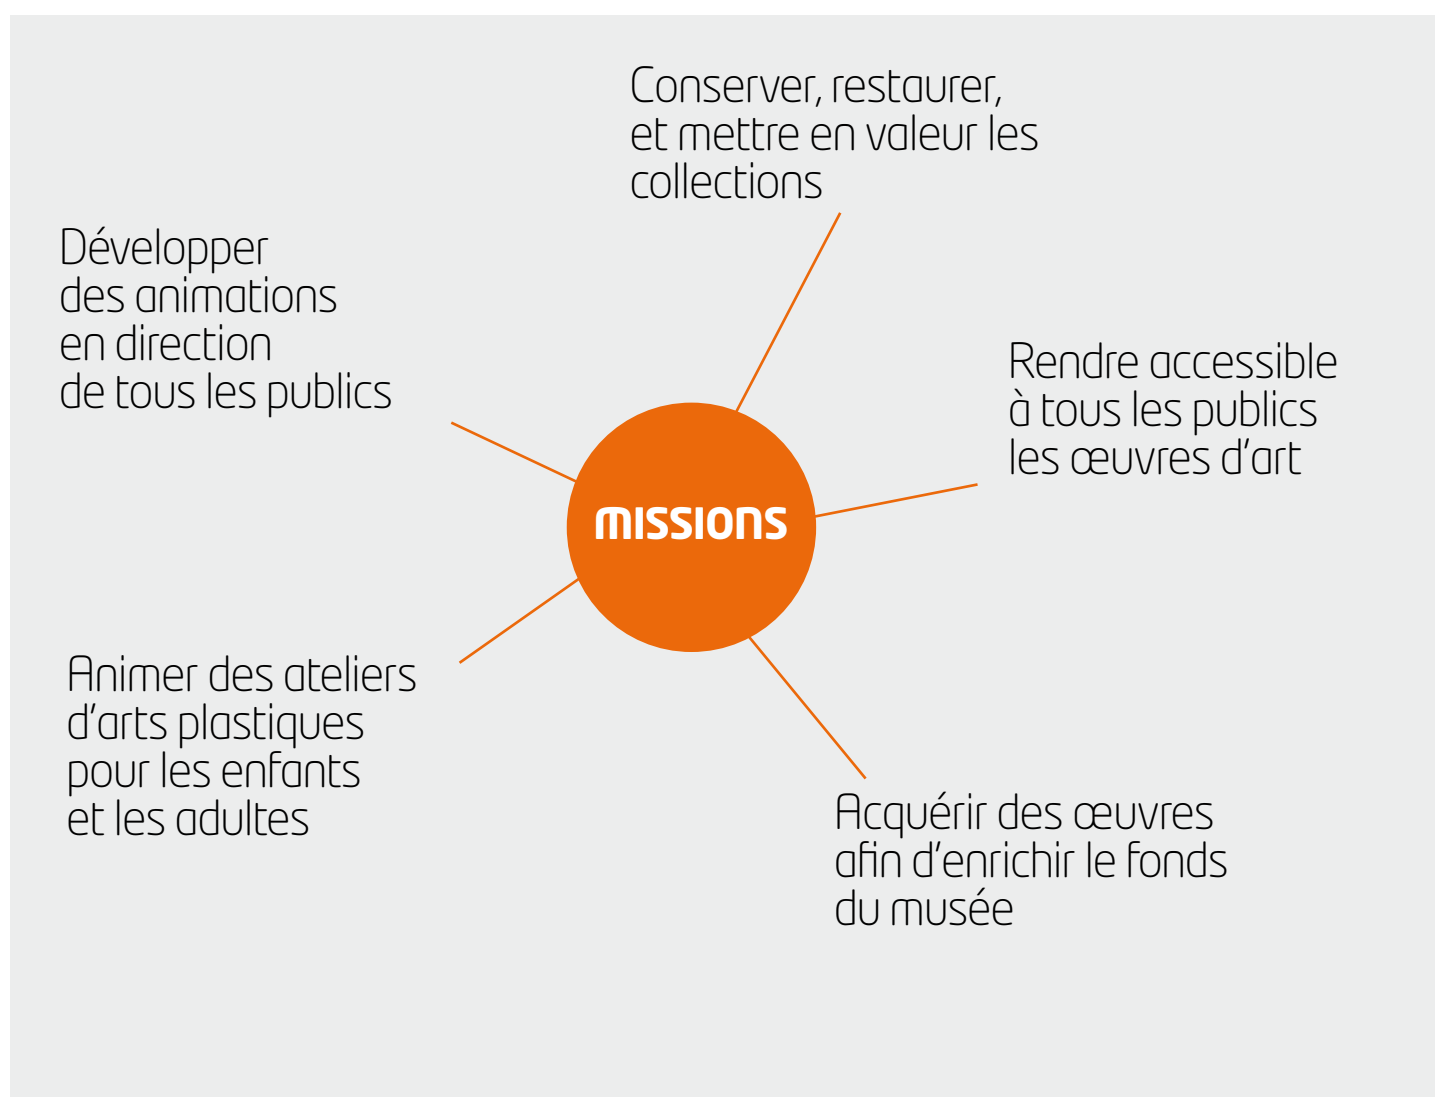 Conserver, restaurer,
et mettre en valeur les
collections
Développer
des animations
en direction
de tous les publics
Rendre accessible
à tous les publics
les œuvres d'art
missions
Animer des ateliers
d'arts plastiques
pour les enfants
et les adultes
Acquérir des œuvres
afin d'enrichir le fonds
du musée